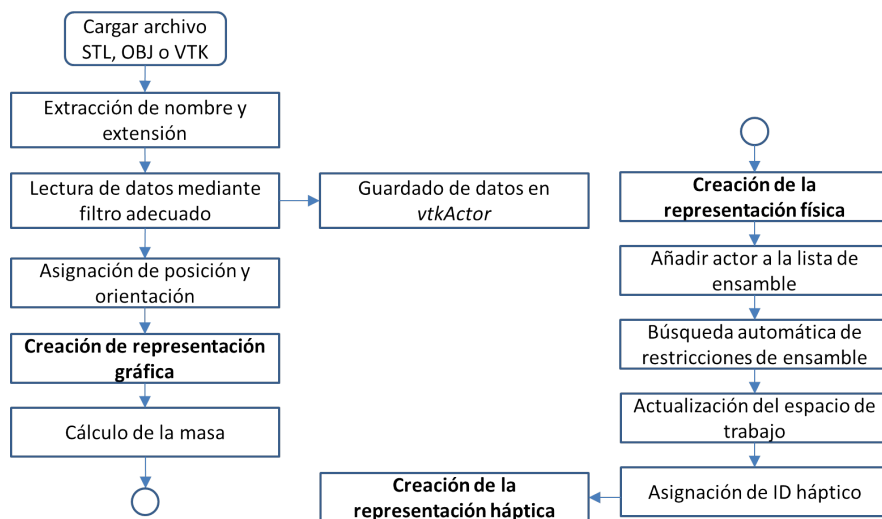 Cargar archivo
STL, OBJ o VTK
Extracción de nombre y
extensión
Lectura de datos mediante
filtro adecuado
Guardado de datos en
vtkActor
Asignación de posición y
orientación
Creación de representación
gráfica
Cálculo de la masa
Creación de la
representación física
Añadir actor a la lista de
ensamble
Búsqueda automática de
restricciones de ensamble
Actualización del espacio de
trabajo
Asignación de ID háptico
Creación de la
representación háptica